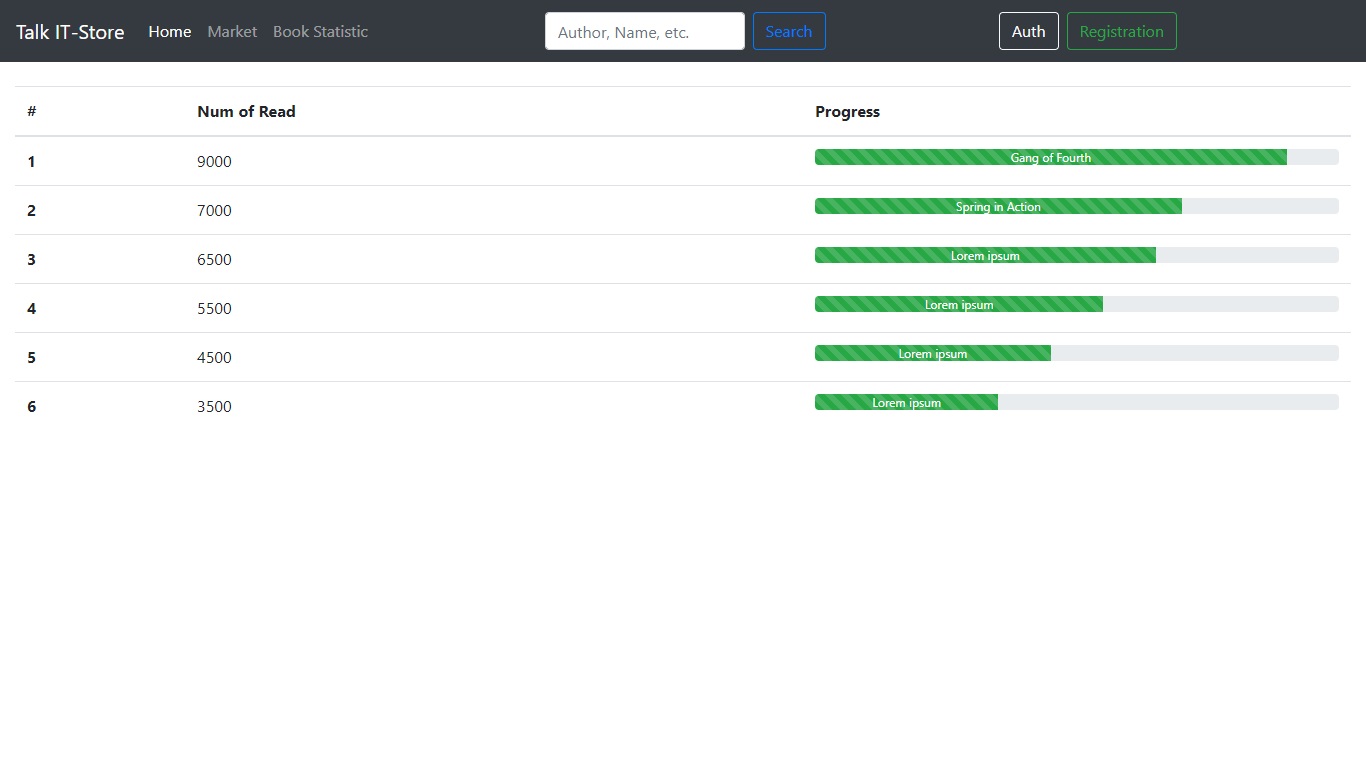 Talk IT-Store Home Market Book Statistic Author, Name, etc. Search Auth Registration
# Num of Read Progress
1 9000 Gang of Fourth
2 7000 Spring in Action
3 6500 Lorem ipsum
4 5500 Lorem ipsum
5 4500 Lorem ipsum
6 3500 Lorem ipsum